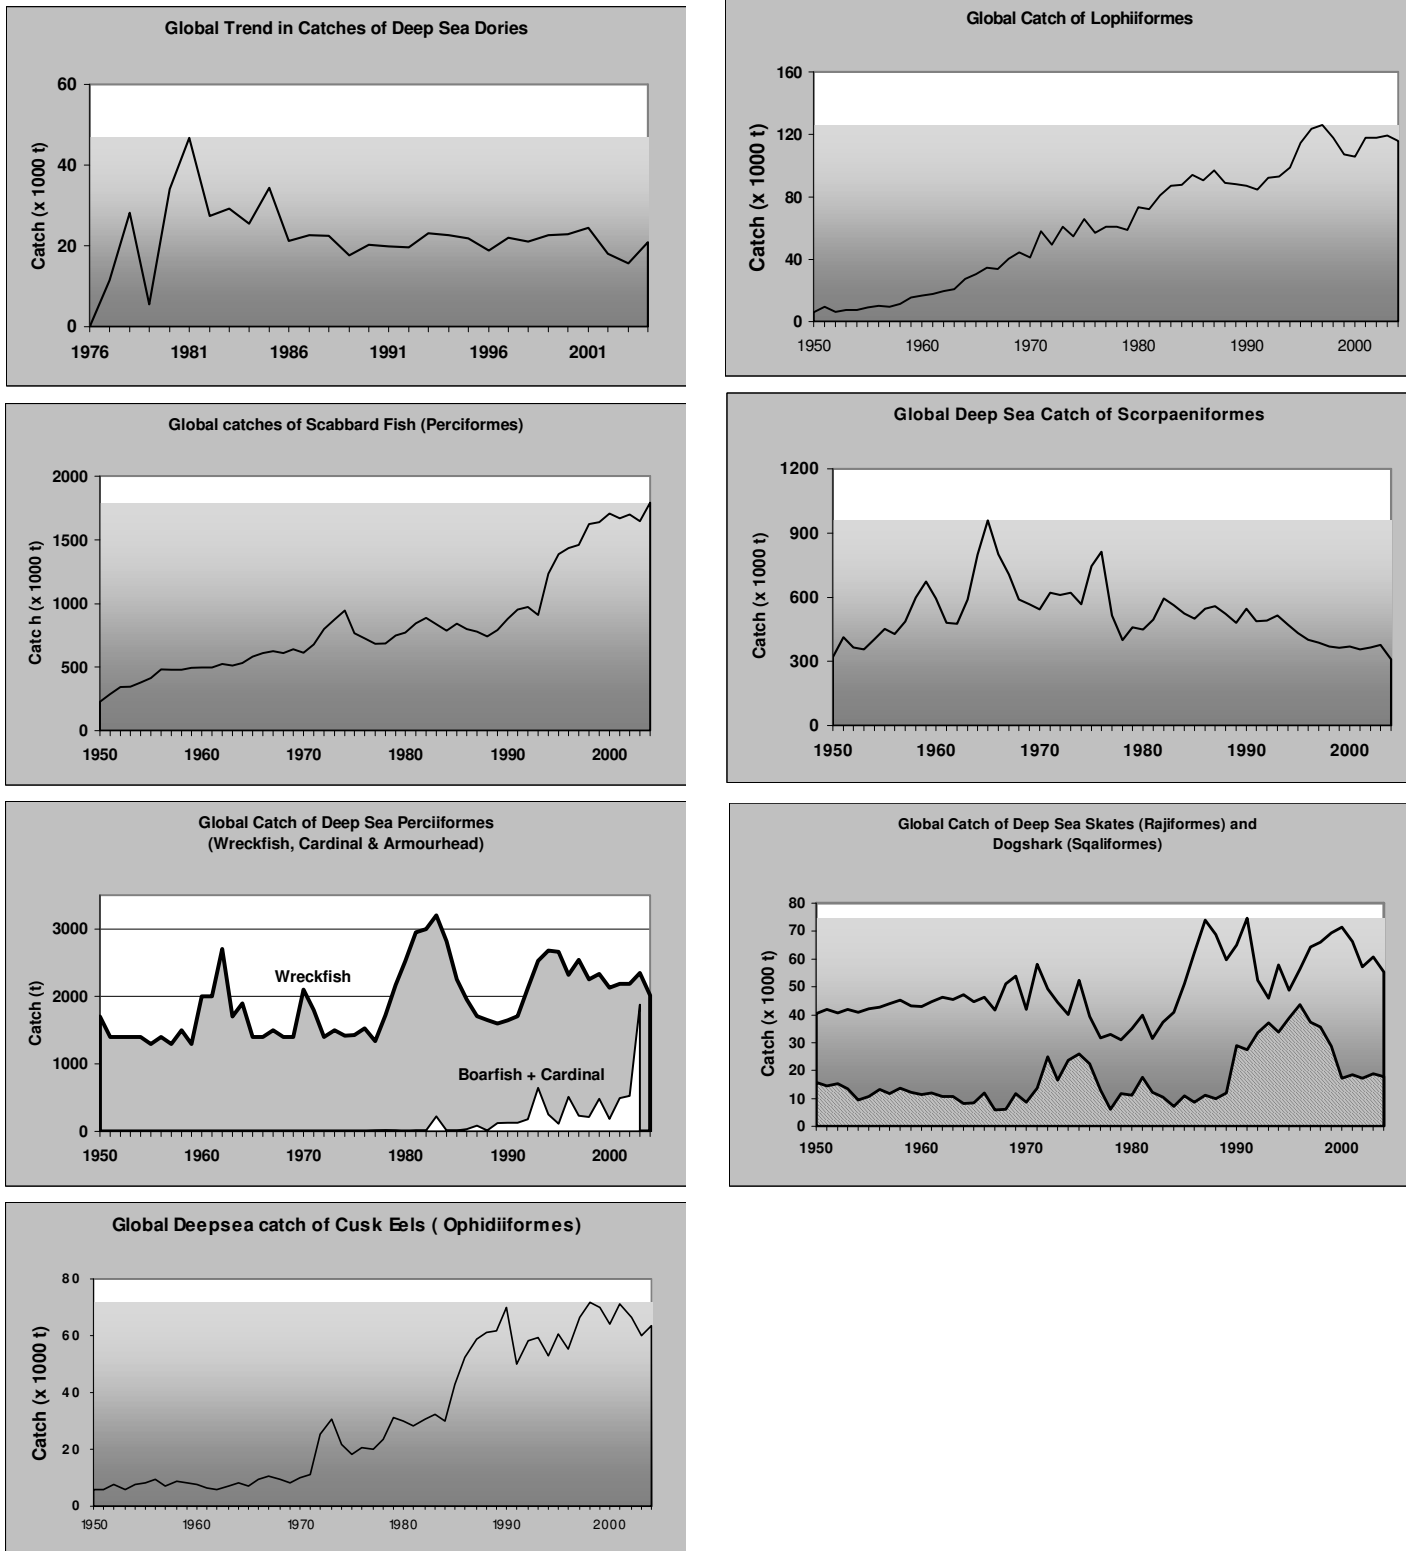 Global Trend in Catches of Deep Sea Dories
Catch (x 1000 t)
60
40
20
0
1976 1981 1986 1991 1996 2001
Global Catch of Lophiiformes
Catch (x 1000 t)
160
120
80
40
0
1950 1960 1970 1980 1990 2000
Global catches of Scabbard Fish (Perciformes)
Catc h (x 1000 t)
2000
1500
1000
500
0
1950 1960 1970 1980 1990 2000
Global Deep Sea Catch of Scorpaeniformes
Catch (x 1000 t)
1200
900
600
300
0
1950 1960 1970 1980 1990 2000
Global Catch of Deep Sea Perciiformes
(Wreckfish, Cardinal & Armourhead)
Catch (t)
3000
2000
1000
0
Wreckfish
Boarfish + Cardinal
1950 1960 1970 1980 1990 2000
Global Catch of Deep Sea Skates (Rajiformes) and
Dogshark (Sqaliformes)
Catch (x 1000 t)
80
70
60
50
40
30
20
10
0
1950 1960 1970 1980 1990 2000
Global Deepsea catch of Cusk Eels ( Ophidiiformes)
Catch (x 1000 t)
80
60
40
20
0
1950 1960 1970 1980 1990 2000